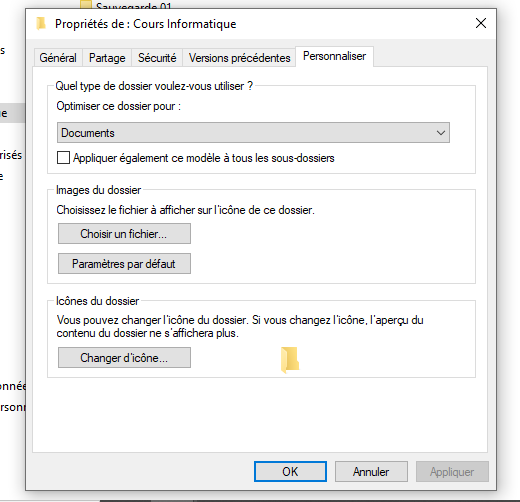 Sauvegarde 01
Propriétés de : Cours Informatique
Général
Partage
Sécurité
Versions précédentes
Personnaliser
Quel type de dossier voulez-vous utiliser ?
Optimiser ce dossier pour :
Documents
Appliquer également ce modèle à tous les sous-dossiers
Images du dossier
Choisissez le fichier à afficher sur l'icône de ce dossier.
Choisir un fichier...
Paramètres par défaut
Icônes du dossier
Vous pouvez changer l'icône du dossier. Si vous changez l'icône, l'aperçu du
contenu du dossier ne s'affichera plus.
Changer d'icône...
OK
Annuler
Appliquer